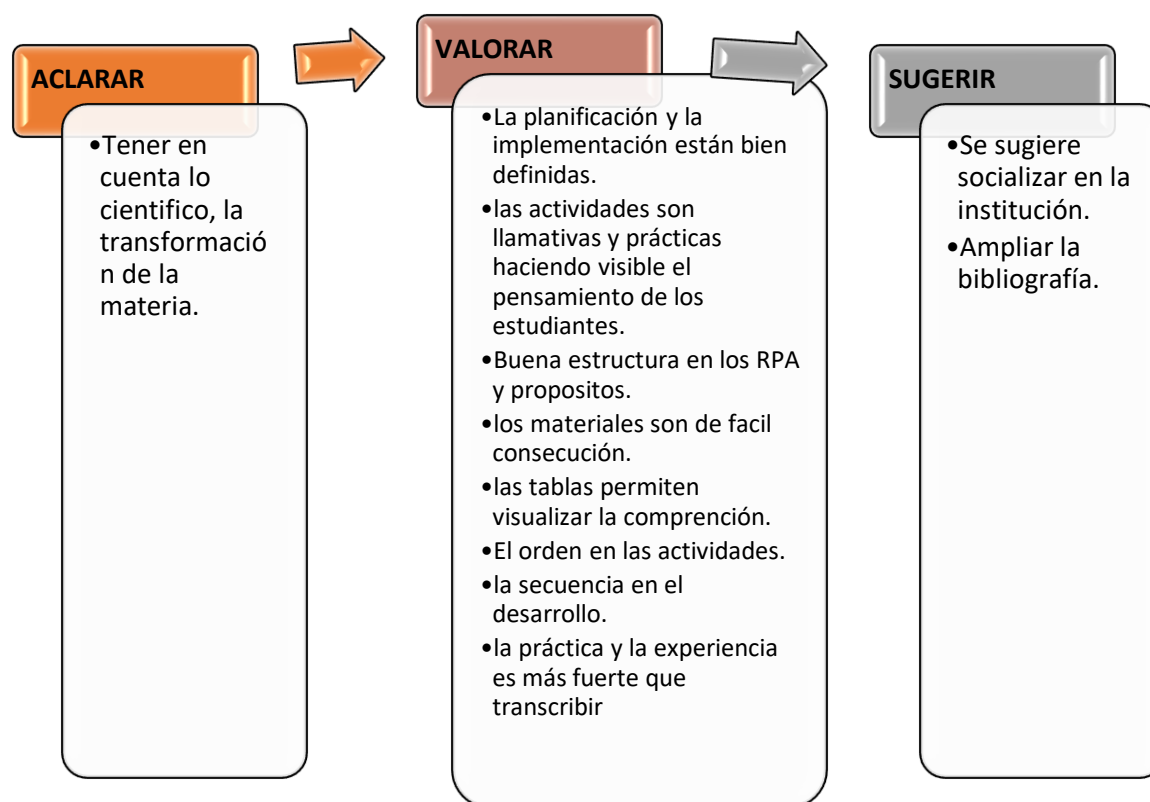 ACLARAR
•Tener en
cuenta lo
cientifico, la
transformació
n de la
materia.
VALORAR
•La planificación y la
implementación están bien
definidas.
•las actividades son
llamativas y prácticas
haciendo visible el
pensamiento de los
estudiantes.
•Buena estructura en los RPA
y propositos.
•los materiales son de facil
consecución.
•las tablas permiten
visualizar la comprención.
•El orden en las actividades.
•la secuencia en el
desarrollo.
•la práctica y la experiencia
es más fuerte que
transcribir
SUGERIR
•Se sugiere
socializar en la
institución.
•Ampliar la
bibliografía.